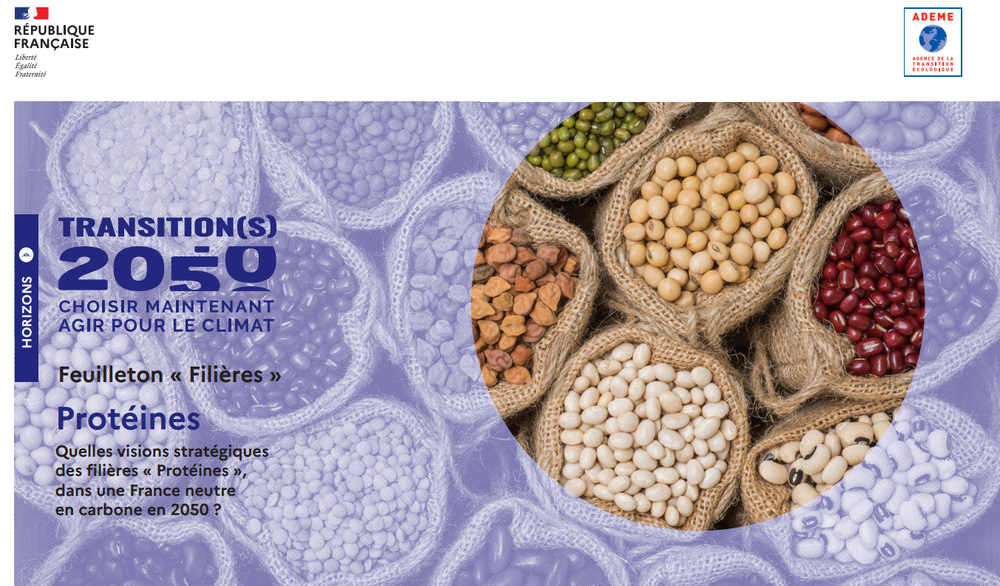 RÉPUBLIQUE
FRANÇAISE
Liberté
Égalité
Fraternité
ADEME
AGENCE DE LA
TRANSITION
ÉCOLOGIQUE
HORIZONS
TRANSITION(S)
2050
CHOISIR MAINTENANT
AGIR POUR LE CLIMAT
Feuilleton « Filières »
Protéines
Quelles visions stratégiques
des filières « Protéines »,
dans une France neutre
en carbone en 2050 ?